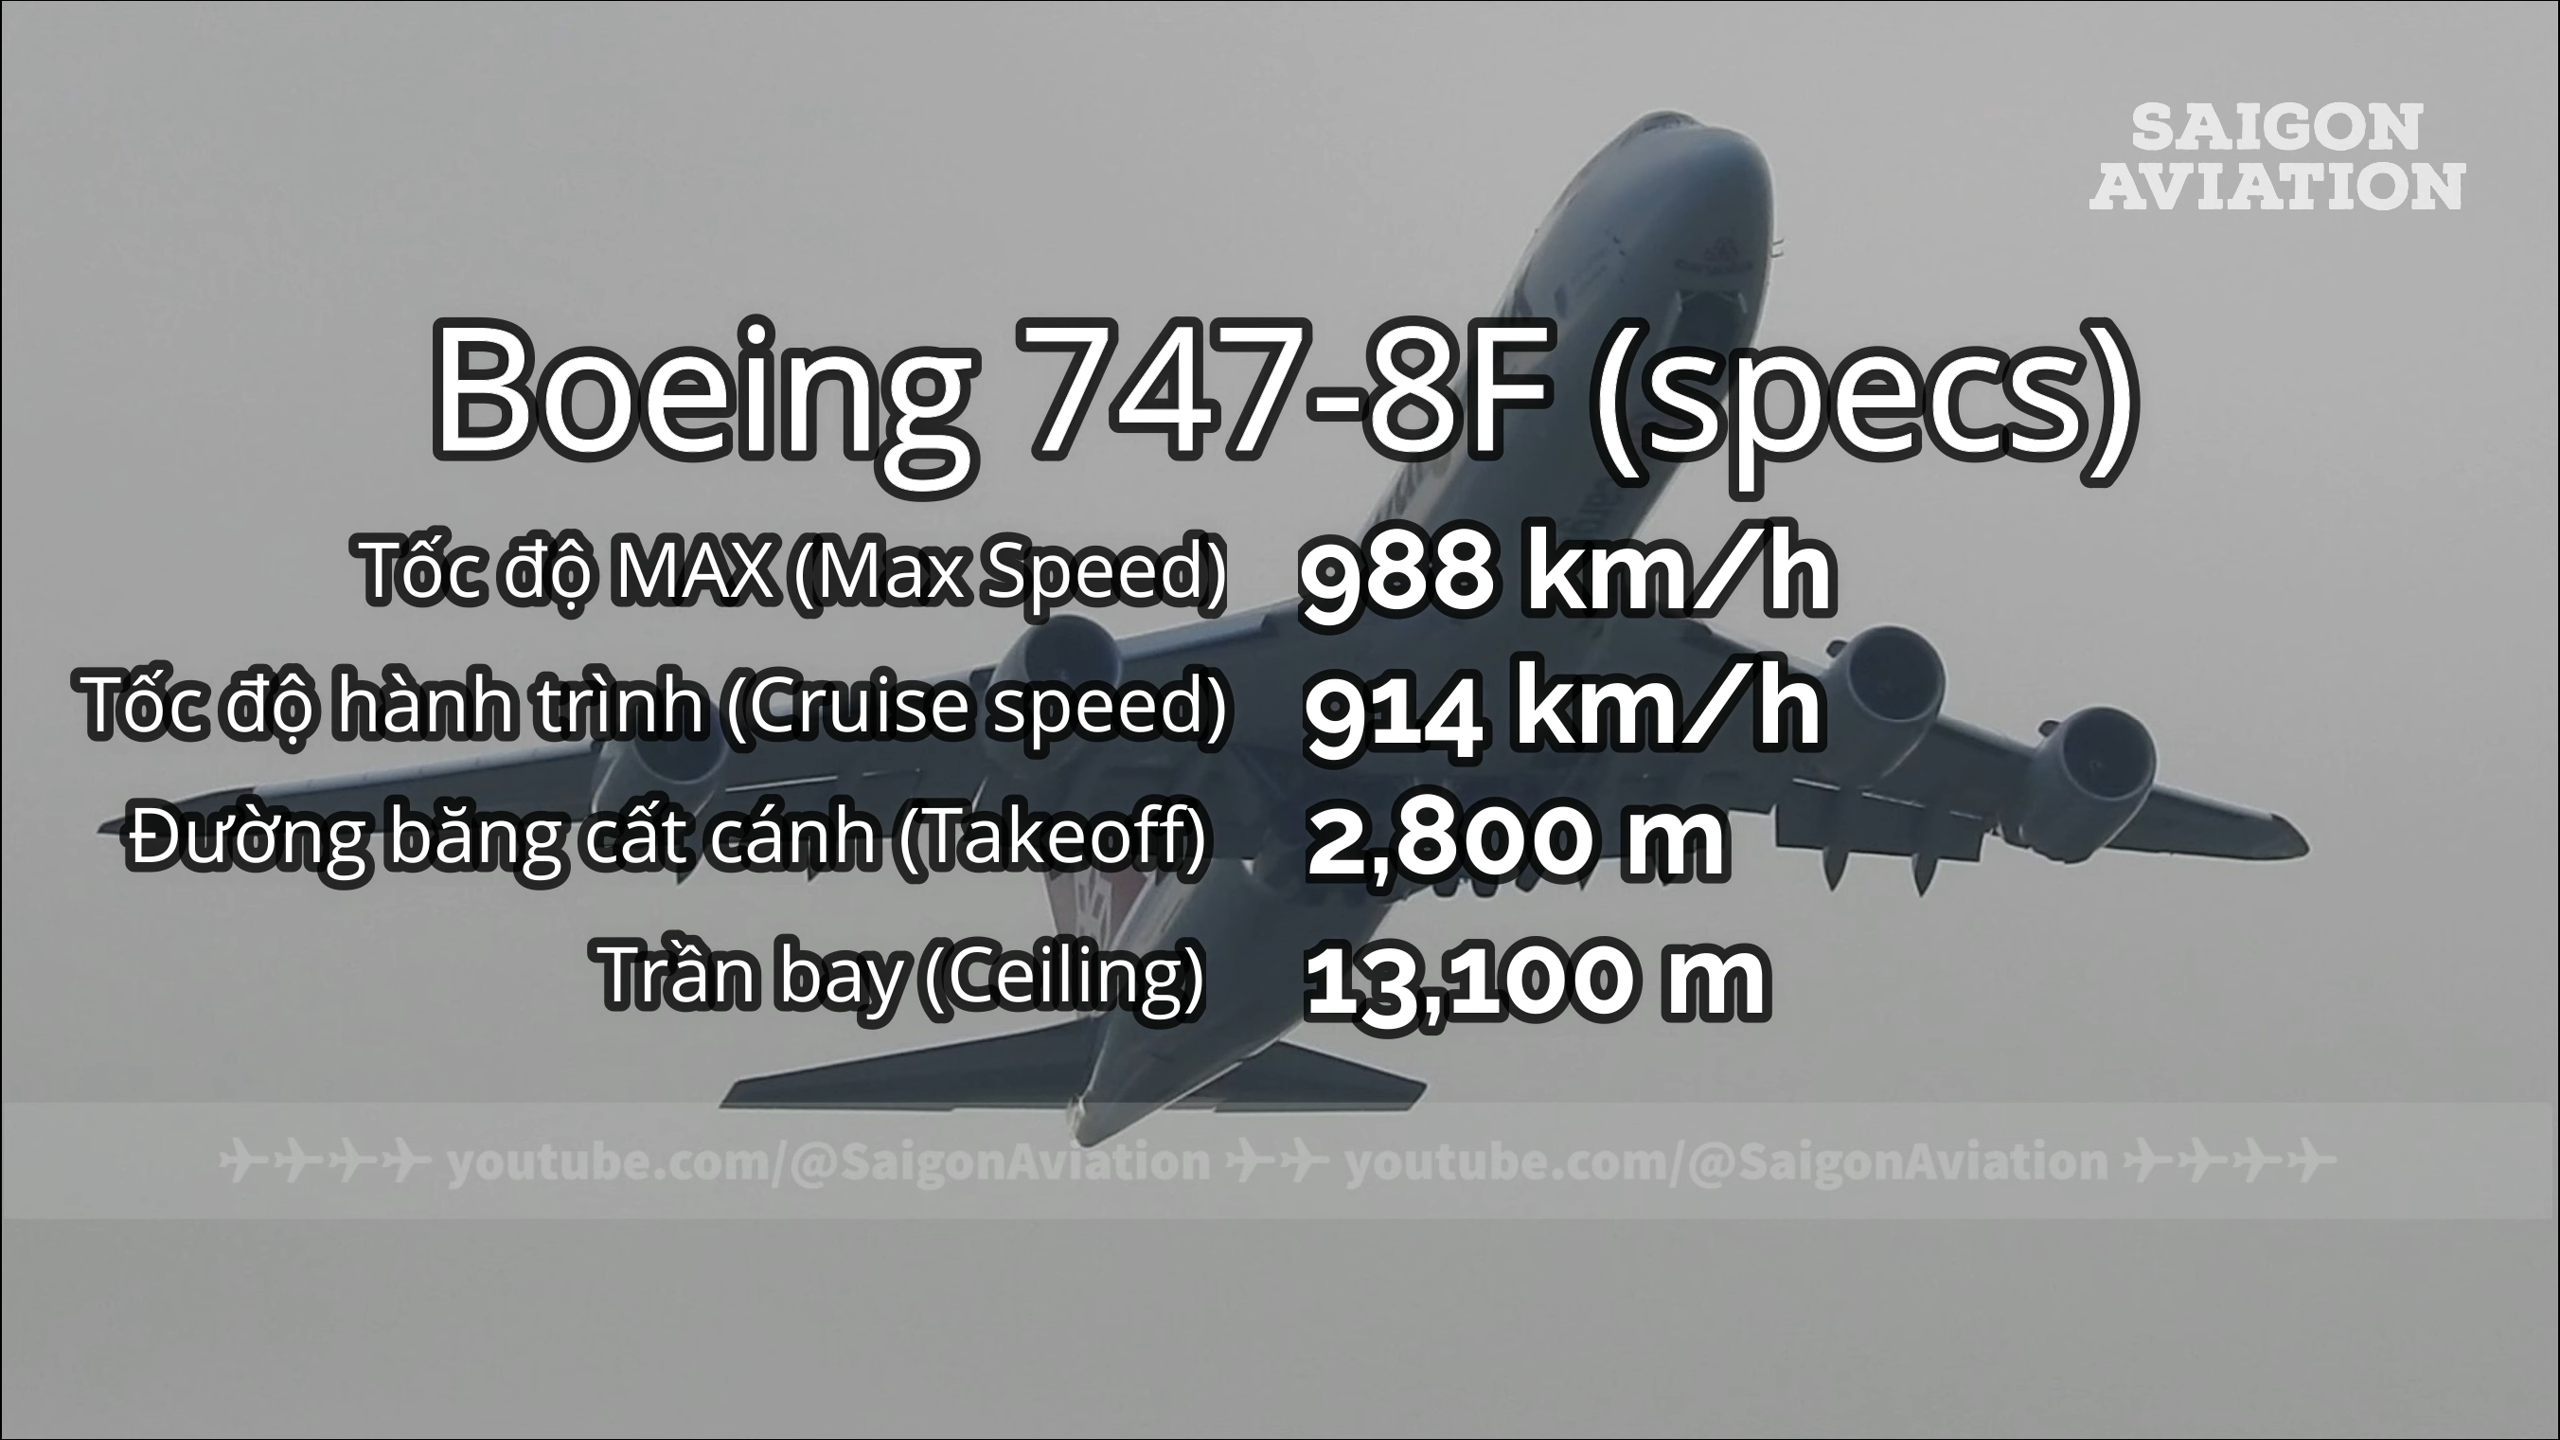 SAIGON
AVIATION
Boeing 747-8F (specs)
Tốc độ MAX (Max Speed) 988 km/h
Tốc độ hành trình (Cruise speed) 914 km/h
Đường băng cất cánh (Takeoff) 2,800 m
Trần bay (Ceiling) 13,100 m
youtube.com/@SaigonAviation youtube.com/@SaigonAviation